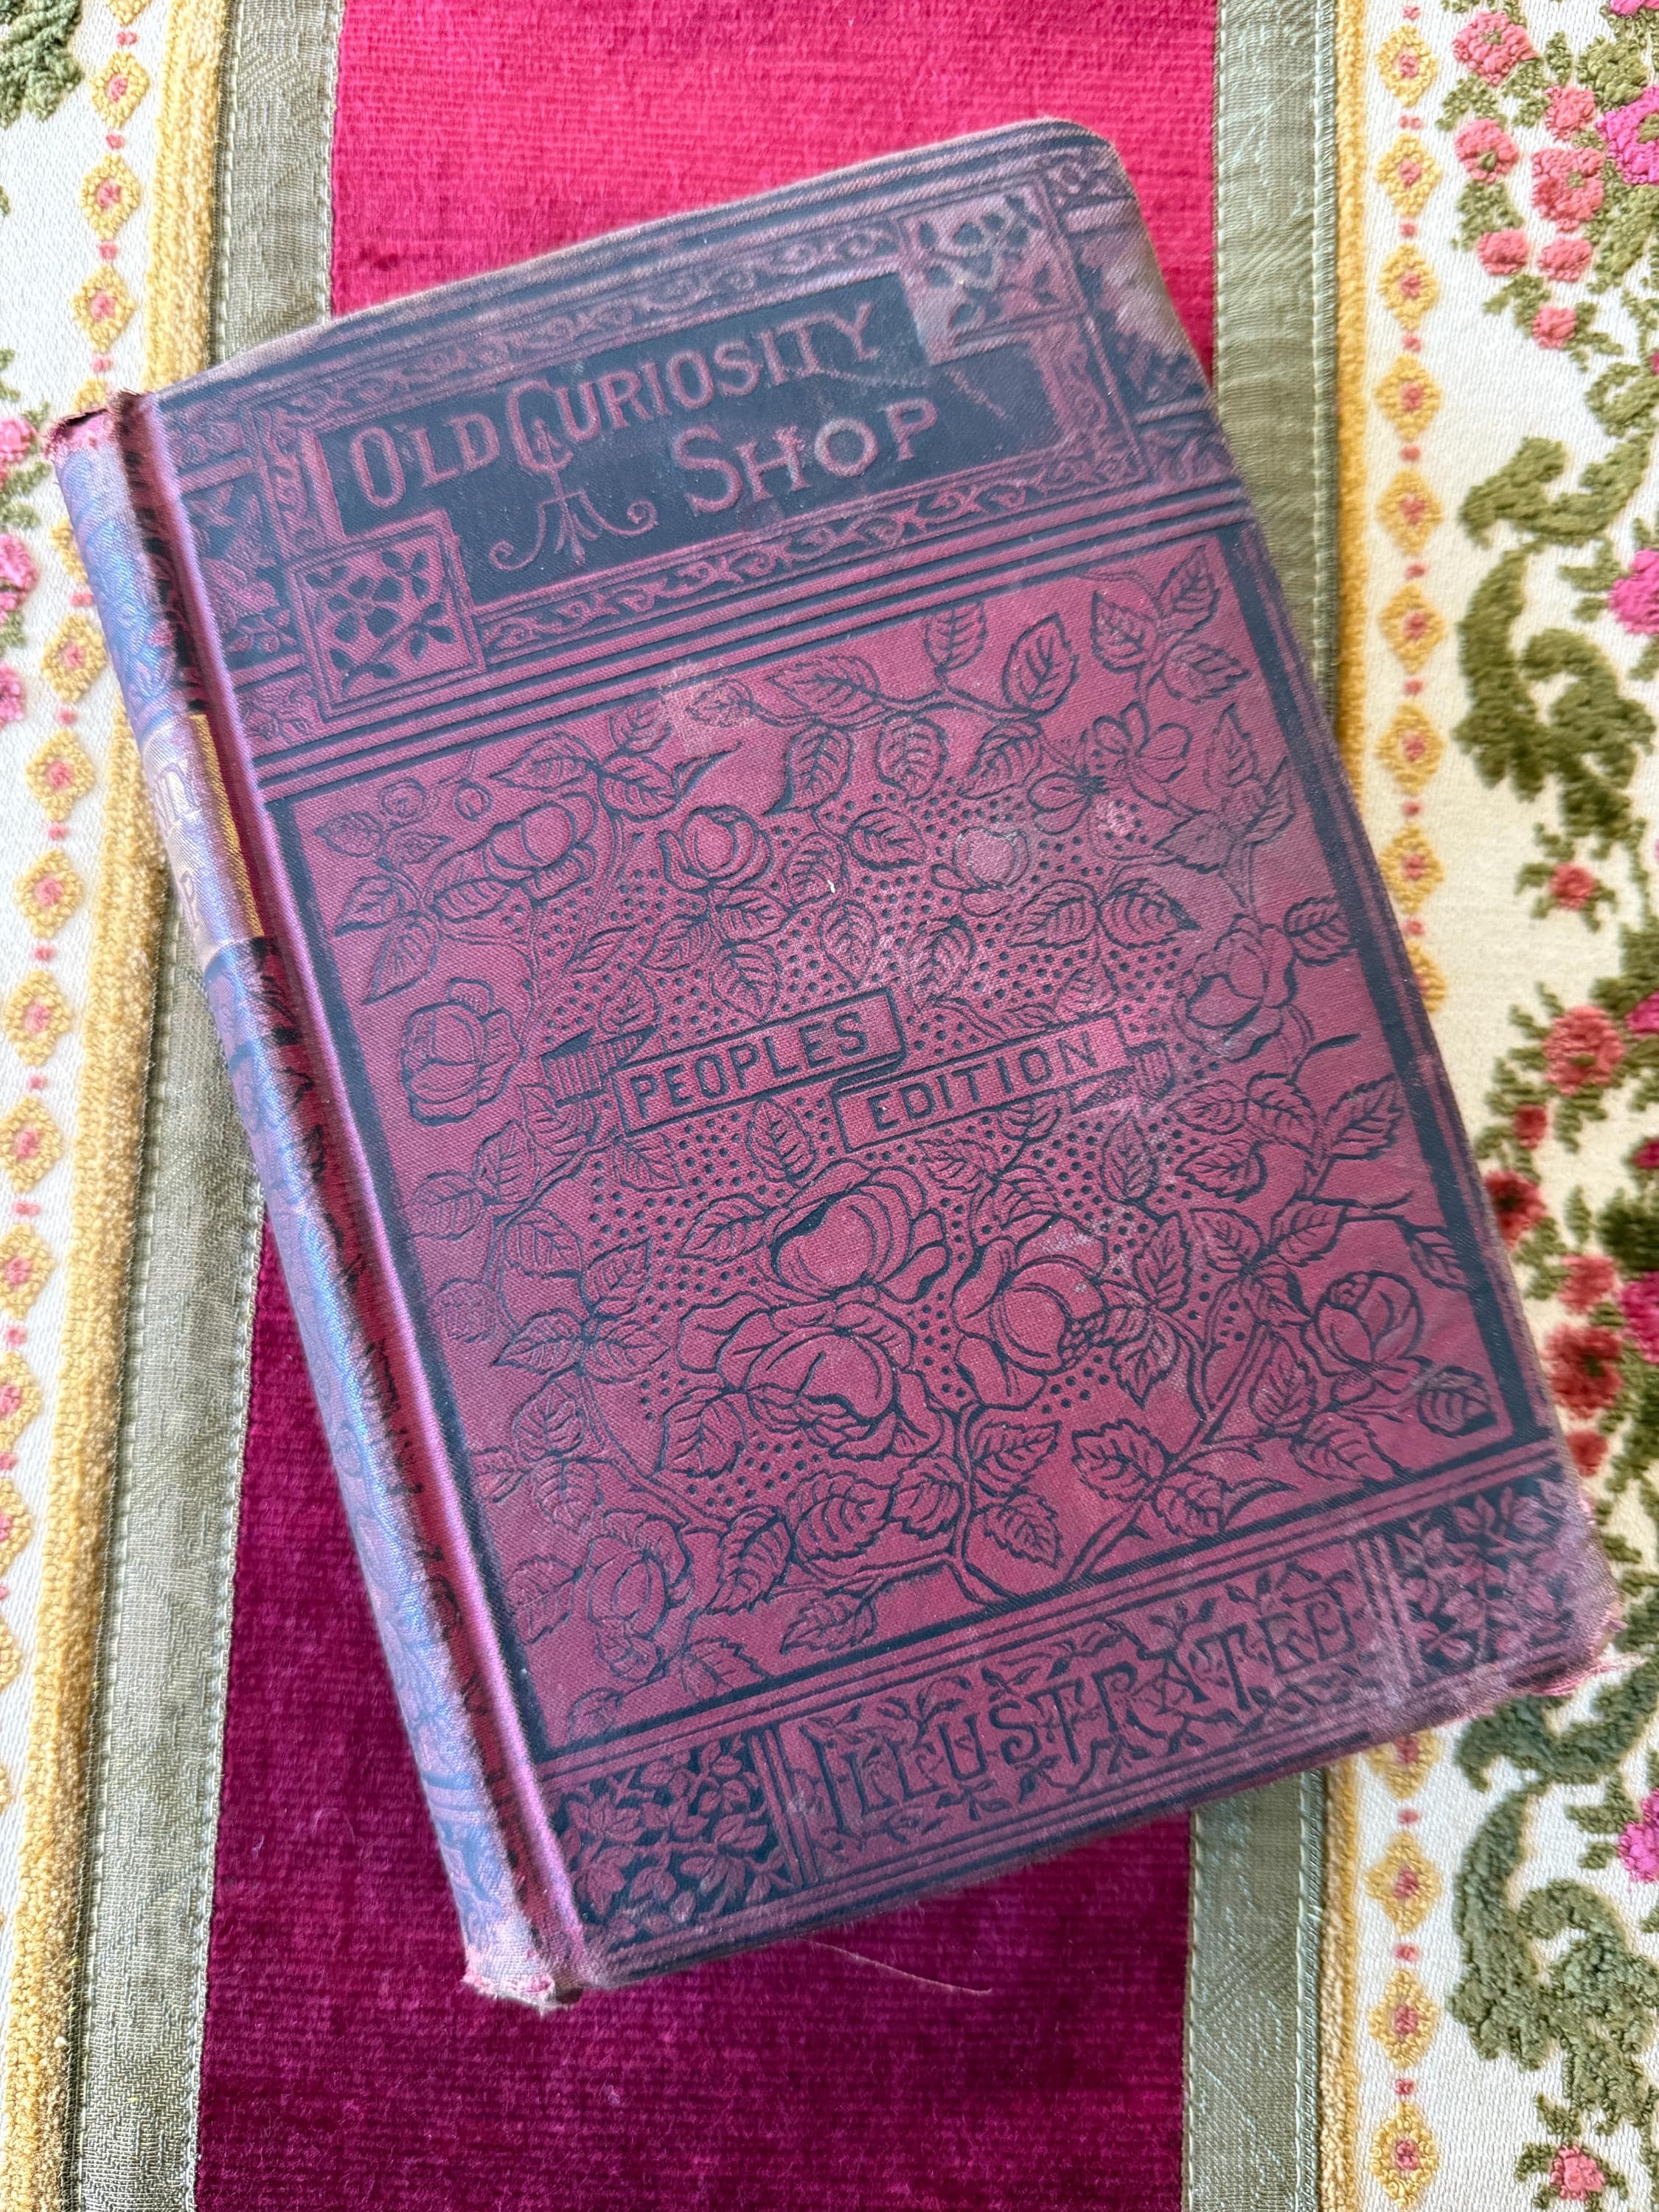 OLD CURIOSITY
SHOP
PEOPLES
EDITION
ILLUSTRATED